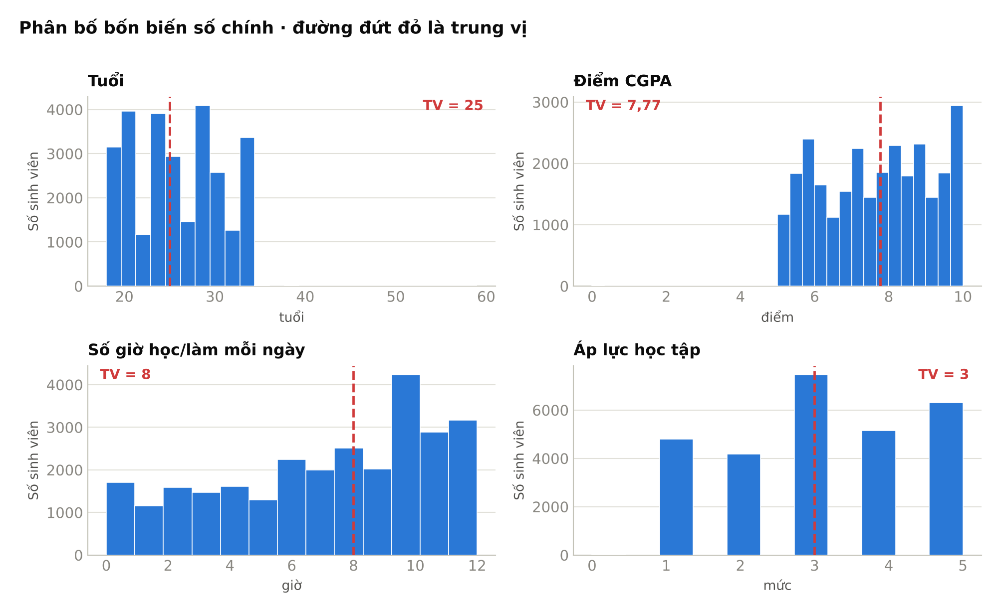 Phân bố bốn biến số chính · đường đứt đỏ là trung vị
Tuổi
TV = 25
4000
3000
2000
1000
0
Số sinh viên
20 30 40 50 60
tuổi
Điểm CGPA
TV = 7,77
3000
2000
1000
0
Số sinh viên
0 2 4 6 8 10
điểm
Số giờ học/làm mỗi ngày
TV = 8
4000
3000
2000
1000
0
Số sinh viên
0 2 4 6 8 10 12
giờ
Áp lực học tập
TV = 3
6000
4000
2000
0
Số sinh viên
0 1 2 3 4 5
mức